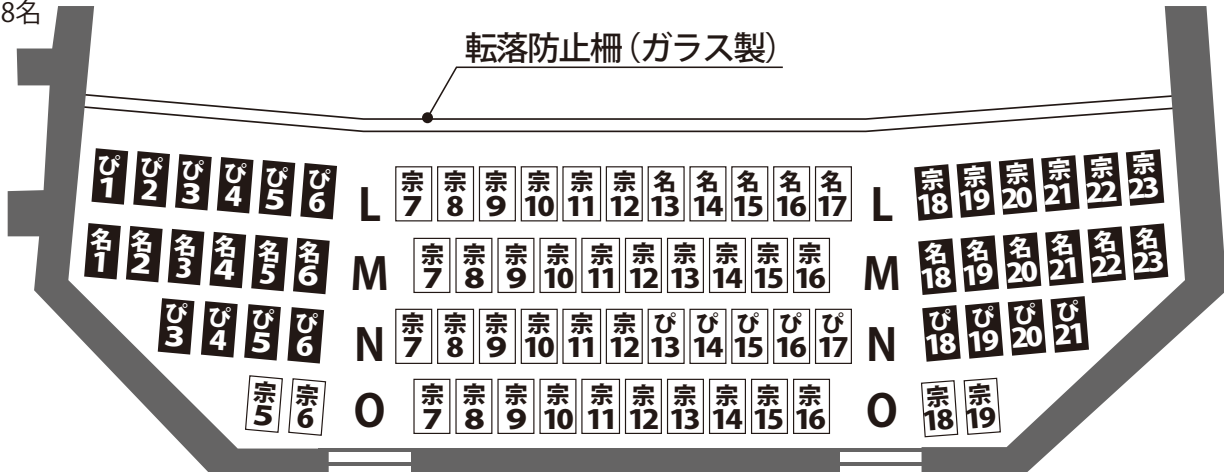 8名
転落防止柵（ガラス製）
ぴ1 ぴ2 ぴ3 ぴ4 ぴ5 ぴ6 L 宗7 宗8 宗9 宗10 宗11 宗12 名13 名14 名15 名16 名17 L 宗18 宗19 宗20 宗21 宗22 宗23
名1 名2 名3 名4 名5 名6 M 宗7 宗8 宗9 宗10 宗11 宗12 宗13 宗14 宗15 宗16 M 名18 名19 名20 名21 名22 名23
ぴ3 ぴ4 ぴ5 ぴ6 N 宗7 宗8 宗9 宗10 宗11 宗12 ぴ13 ぴ14 ぴ15 ぴ16 ぴ17 N ぴ18 ぴ19 ぴ20 ぴ21
宗5 宗6 O 宗7 宗8 宗9 宗10 宗11 宗12 宗13 宗14 宗15 宗16 O 宗18 宗19